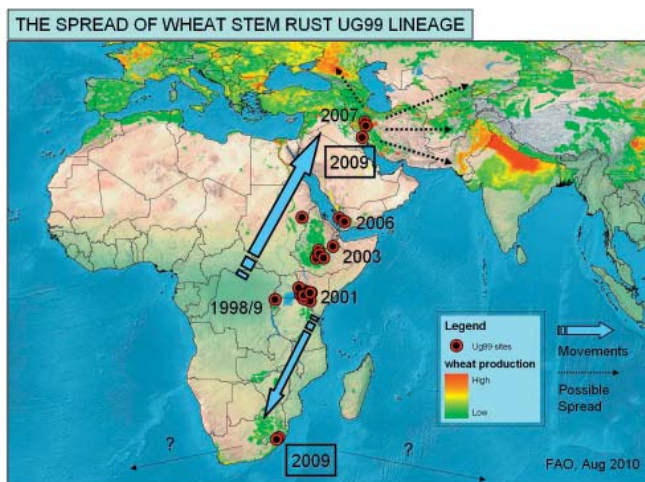 THE SPREAD OF WHEAT STEM RUST UG99 LINEAGE
2007
2009
2006
2003
2001
1998/9
Legend
Ug99 sites
wheat production
High
Low
Movements
Possible
Spread
?
?
2009
FAO, Aug 2010